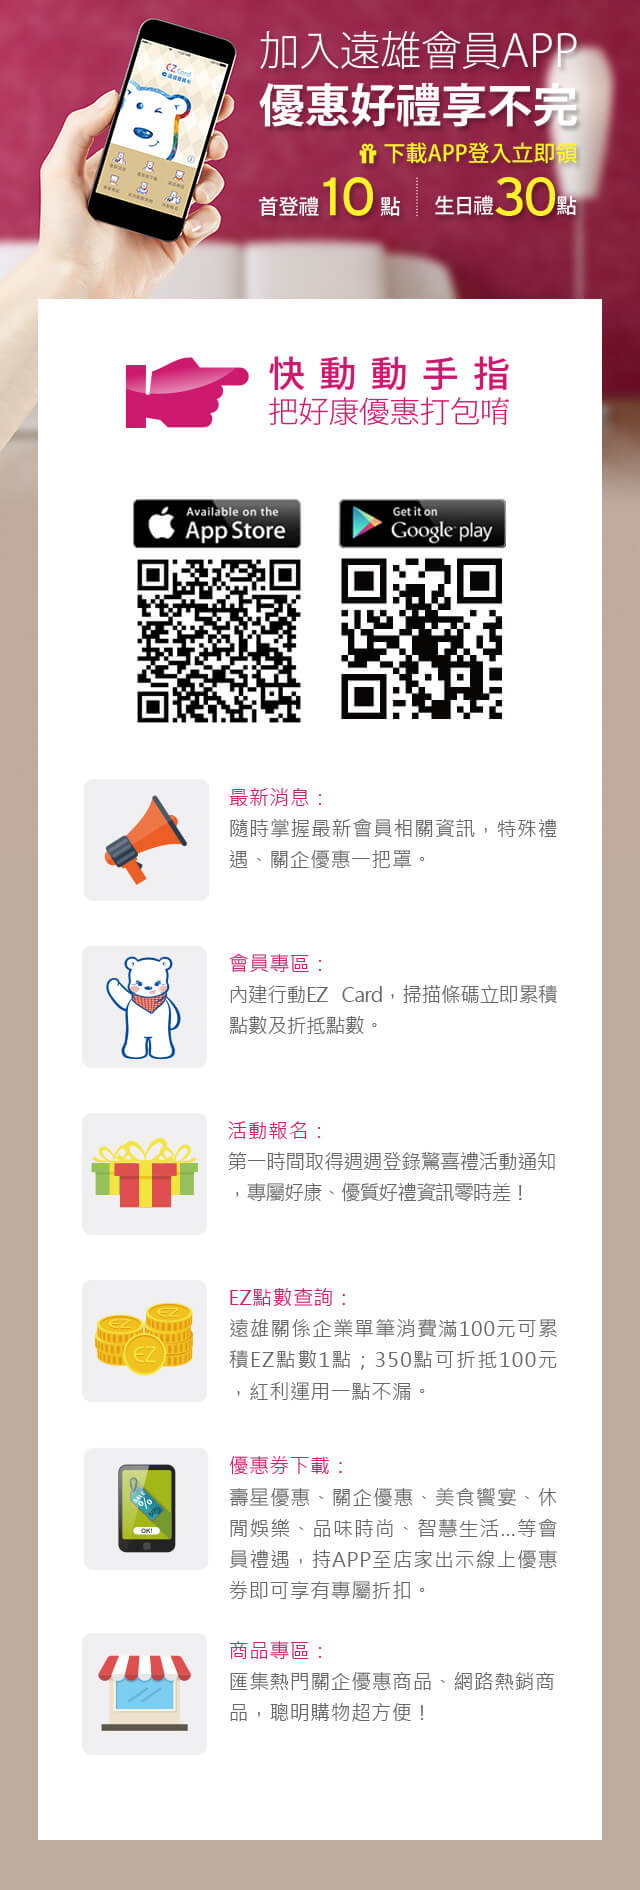 加入遠雄會員APP
優惠好禮享不完
下載APP登入立即領
首登禮10點
生日禮30點
EZ Card
快動動手指
把好康優惠打包唷
Available on the
App Store
Get it on
Google play
最新消息：
隨時掌握最新會員相關資訊，特殊禮
遇、關企優惠一把罩。
會員專區：
內建行動EZ Card，掃描條碼立即累積
點數及折抵點數。
活動報名：
第一時間取得週週登錄驚喜禮活動通知
，專屬好康、優質好禮資訊零時差！
EZ點數查詢：
遠雄關係企業單筆消費滿100元可累
積EZ點數1點；350點可折抵100元
，紅利運用一點不漏。
EZ
EZ
EZ
優惠券下載：
壽星優惠、關企優惠、美食饗宴、休
閒娛樂、品味時尚、智慧生活...等會
員禮遇，持APP至店家出示線上優惠
券即可享有專屬折扣。
%
OK!
商品專區：
匯集熱門關企優惠商品、網路熱銷商
品，聰明購物超方便！